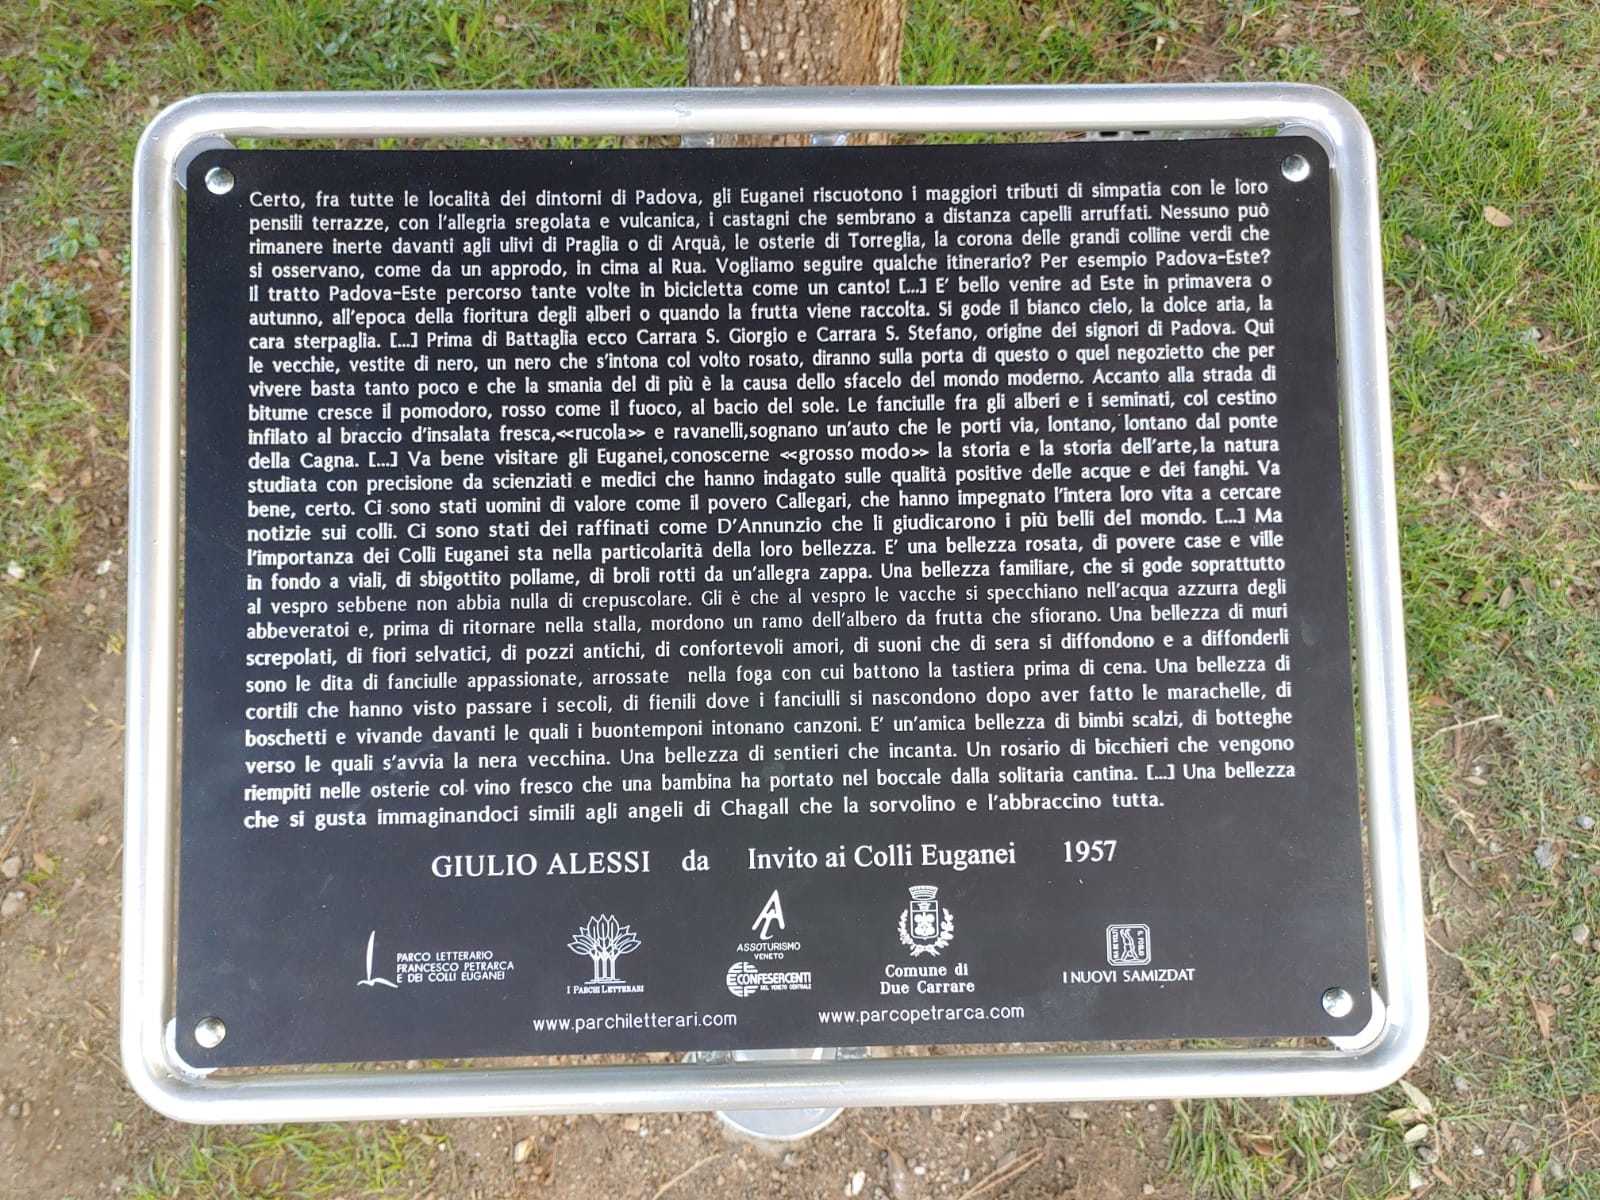 Certo, fra tutte le località dei dintorni di Padova, gli Euganei riscuotono i maggiori tributi di simpatia con le loro
pensili terrazze, con l'allegria sregolata e vulcanica, i castagni che sembrano a distanza capelli arruffati. Nessuno può
rimanere inerte davanti agli ulivi di Praglia o di Arquà, le osterie di Torreglia, la corona delle grandi colline verdi che
si osservano, come da un approdo, in cima al Rua. Vogliamo seguire qualche itinerario? Per esempio Padova-Este?
Il tratto Padova-Este percorso tante volte in bicicletta come un canto! [...] E' bello venire ad Este in primavera o
autunno, all'epoca della fioritura degli alberi o quando la frutta viene raccolta. Si gode il bianco cielo, la dolce aria, la
cara sterpaglia. [...] Prima di Battaglia ecco Carrara S. Giorgio e Carrara S. Stefano, origine dei signori di Padova. Qui
le vecchie, vestite di nero, un nero che s'intona col volto rosato, diranno sulla porta di questo o quel negozietto che per
vivere basta tanto poco e che la smania del di più è la causa dello sfacelo del mondo moderno. Accanto alla strada di
bitume cresce il pomodoro, rosso come il fuoco, al bacio del sole. Le fanciulle fra gli alberi e i seminati, col cestino
infilato al braccio d'insalata fresca,≪rucola≫ e ravanelli,sognano un'auto che le porti via, lontano, lontano dal ponte
della Cagna. [...] Va bene visitare gli Euganei,conoscerne ≪grosso modo≫ la storia e la storia dell'arte,la natura
studiata con precisione da scienziati e medici che hanno indagato sulle qualità positive delle acque e dei fanghi. Va
bene, certo. Ci sono stati uomini di valore come il povero Callegari, che hanno impegnato l'intera loro vita a cercare
notizie sui colli. Ci sono stati dei raffinati come D'Annunzio che li giudicarono i più belli del mondo. [...] Ma
l'importanza dei Colli Euganei sta nella particolarità della loro bellezza. E' una bellezza rosata, di povere case e ville
in fondo a viali, di sbigottito pollame, di broli rotti da un'allegra zappa. Una bellezza familiare, che si gode soprattutto
al vespro sebbene non abbia nulla di crepuscolare. Gli è che al vespro le vacche si specchiano nell'acqua azzurra degli
abbeveratoi e, prima di ritornare nella stalla, mordono un ramo dell'albero da frutta che sfiorano. Una bellezza di muri
screpolati, di fiori selvatici, di pozzi antichi, di confortevoli amori, di suoni che di sera si diffondono e a diffonderli
sono le dita di fanciulle appassionate, arrossate nella foga con cui battono la tastiera prima di cena. Una bellezza di
cortili che hanno visto passare i secoli, di fienili dove i fanciulli si nascondono dopo aver fatto le marachelle, di
boschetti e vivande davanti le quali i buontemponi intonano canzoni. E' un'amica bellezza di bimbi scalzi, di botteghe
verso le quali s'avvia la nera vecchina. Una bellezza di sentieri che incanta. Un rosario di bicchieri che vengono
riempiti nelle osterie col vino fresco che una bambina ha portato nel boccale dalla solitaria cantina. [...] Una bellezza
che si gusta immaginandoci simili agli angeli di Chagall che la sorvolino e l'abbraccino tutta.
GIULIO ALESSI da Invito ai Colli Euganei 1957
PARCO LETTERARIO
FRANCESCO PETRARCA
E DEI COLLI EUGANEI
I PARCHI LETTERARI
ASSOTURISMO
VENETO
CONFESERCENTI
DEL VENETO CENTRALE
Comune di
Due Carrare
I NUOVI SAMIZDAT
www.parchiletterari.com
www.parcopetrarca.com